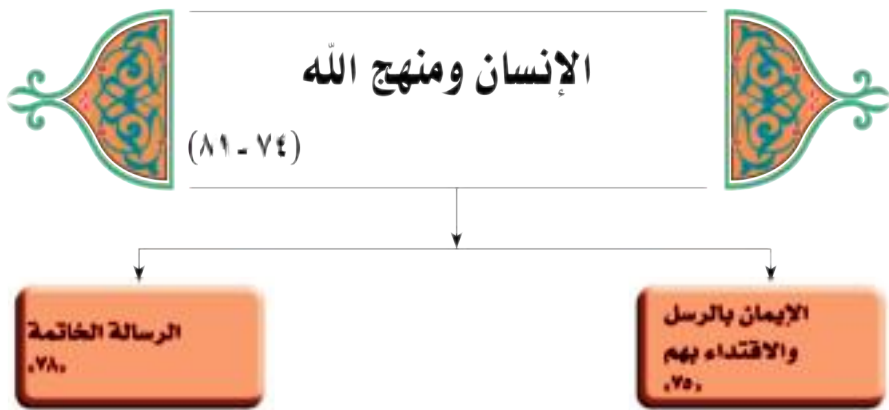 الإنسان ومنهج الله
(٧٤ - ٨١)
الإيمان بالرسل
والاقتداء بهم
«٧٥»
الرسالة الخاتمة
«٧٨»